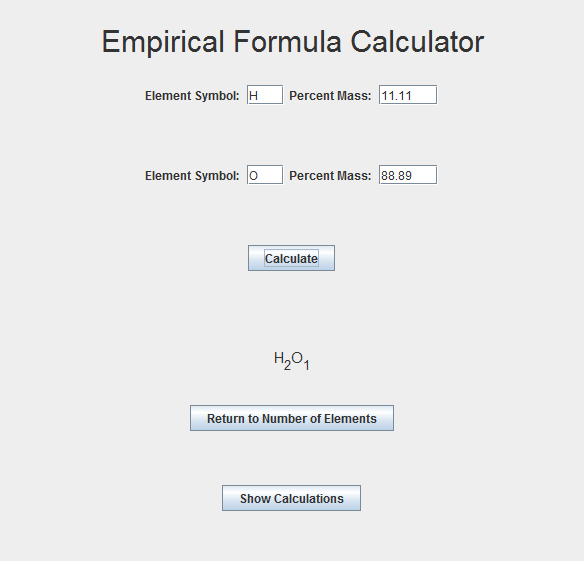 Empirical Formula Calculator
Element Symbol: H Percent Mass: 11.11
Element Symbol: O Percent Mass: 88.89
Calculate
H₂O₁
Return to Number of Elements
Show Calculations